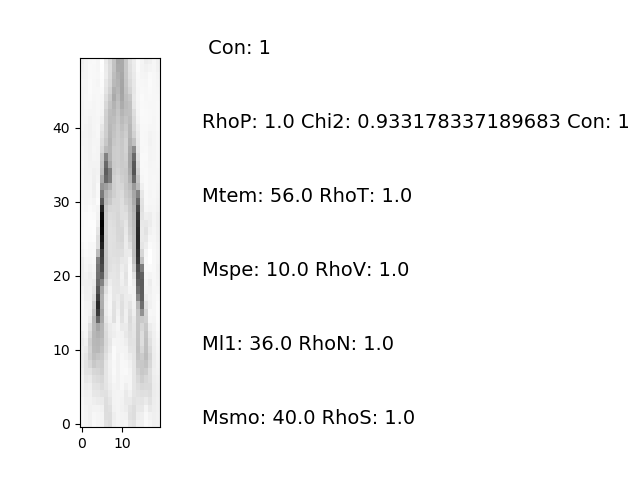 Con: 1
RhoP: 1.0 Chi2: 0.933178337189683 Con: 1
40
Mtem: 56.0 RhoT: 1.0
30
Mspe: 10.0 RhoV: 1.0
20
Ml1: 36.0 RhoN: 1.0
10
Msmo: 40.0 RhoS: 1.0
0
0 10